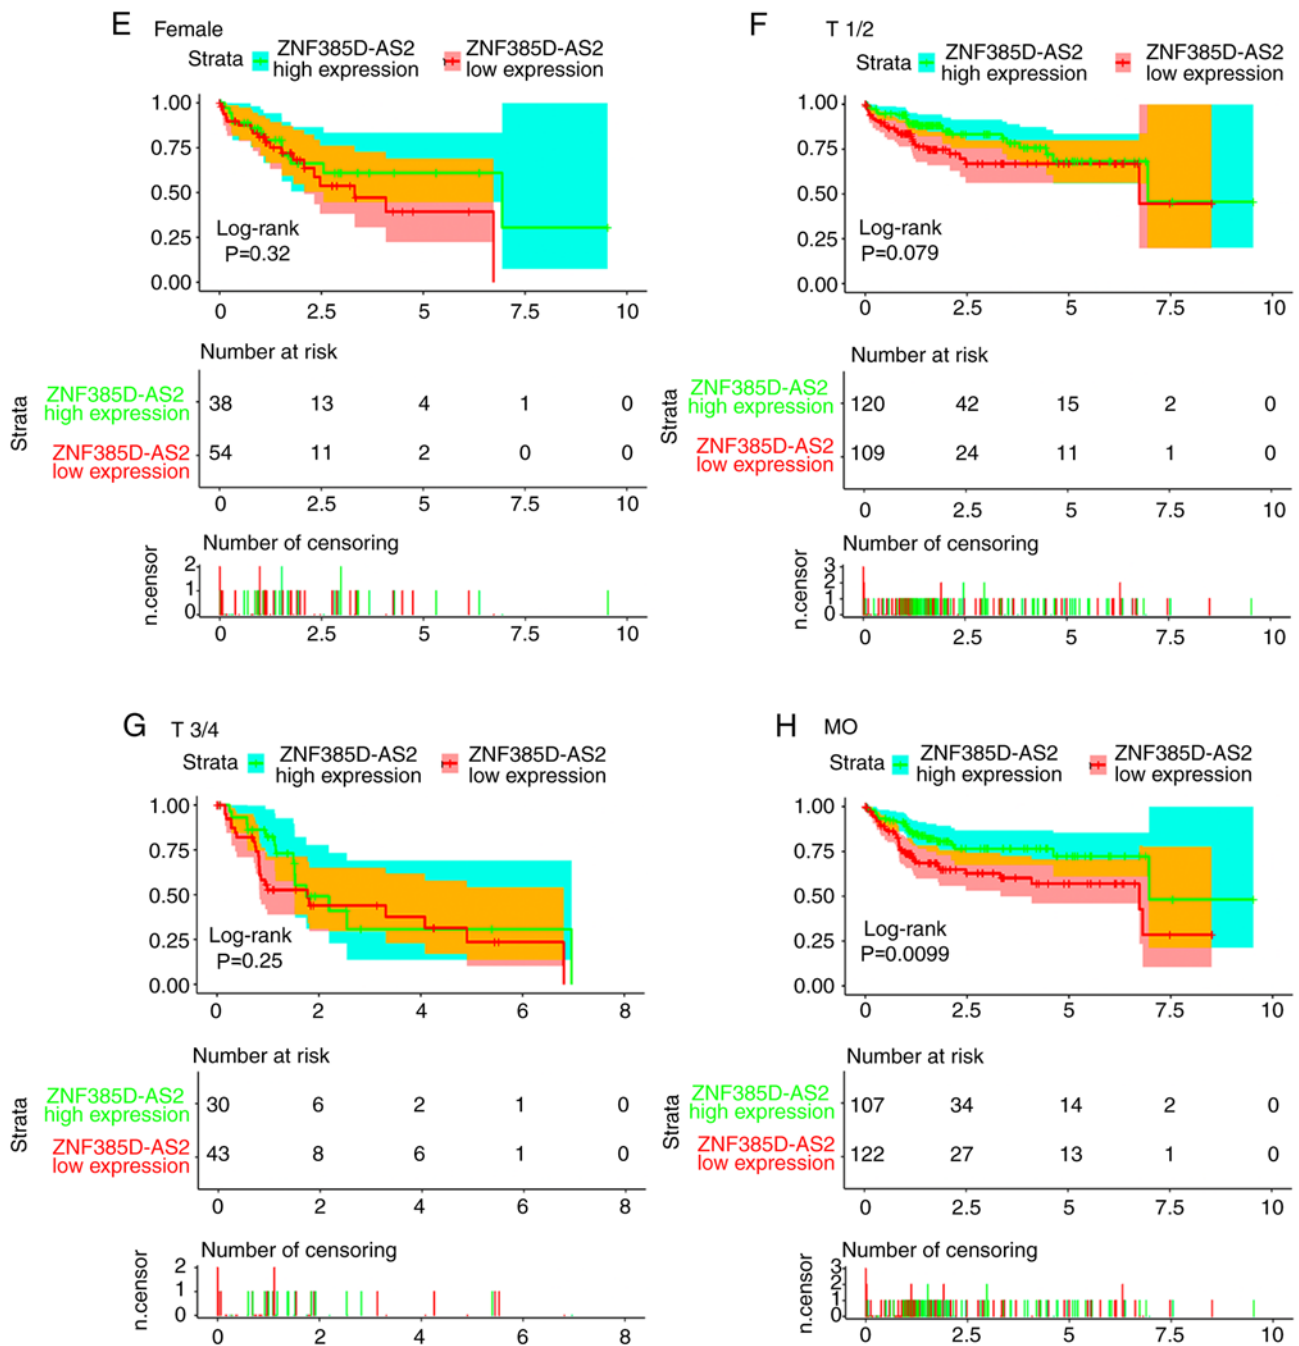 E Female
Strata ZNF385D-AS2 high expression ZNF385D-AS2 low expression
1.00
0.75
0.50
0.25
0.00
Log-rank
P=0.32
0 2.5 5 7.5 10
Number at risk
Strata
ZNF385D-AS2 high expression 38 13 4 1 0
ZNF385D-AS2 low expression 54 11 2 0 0
0 2.5 5 7.5 10
Number of censoring
n.censor
2
1
0
0 2.5 5 7.5 10
F T 1/2
Strata ZNF385D-AS2 high expression ZNF385D-AS2 low expression
1.00
0.75
0.50
0.25
0.00
Log-rank
P=0.079
0 2.5 5 7.5 10
Number at risk
Strata
ZNF385D-AS2 high expression 120 42 15 2 0
ZNF385D-AS2 low expression 109 24 11 1 0
0 2.5 5 7.5 10
Number of censoring
n.censor
3
2
1
0
0 2.5 5 7.5 10
G T 3/4
Strata ZNF385D-AS2 high expression ZNF385D-AS2 low expression
1.00
0.75
0.50
0.25
0.00
Log-rank
P=0.25
0 2 4 6 8
Number at risk
Strata
ZNF385D-AS2 high expression 30 6 2 1 0
ZNF385D-AS2 low expression 43 8 6 1 0
0 2 4 6 8
Number of censoring
n.censor
2
1
0
0 2 4 6 8
H MO
Strata ZNF385D-AS2 high expression ZNF385D-AS2 low expression
1.00
0.75
0.50
0.25
0.00
Log-rank
P=0.0099
0 2.5 5 7.5 10
Number at risk
Strata
ZNF385D-AS2 high expression 107 34 14 2 0
ZNF385D-AS2 low expression 122 27 13 1 0
0 2.5 5 7.5 10
Number of censoring
n.censor
3
2
1
0
0 2.5 5 7.5 10